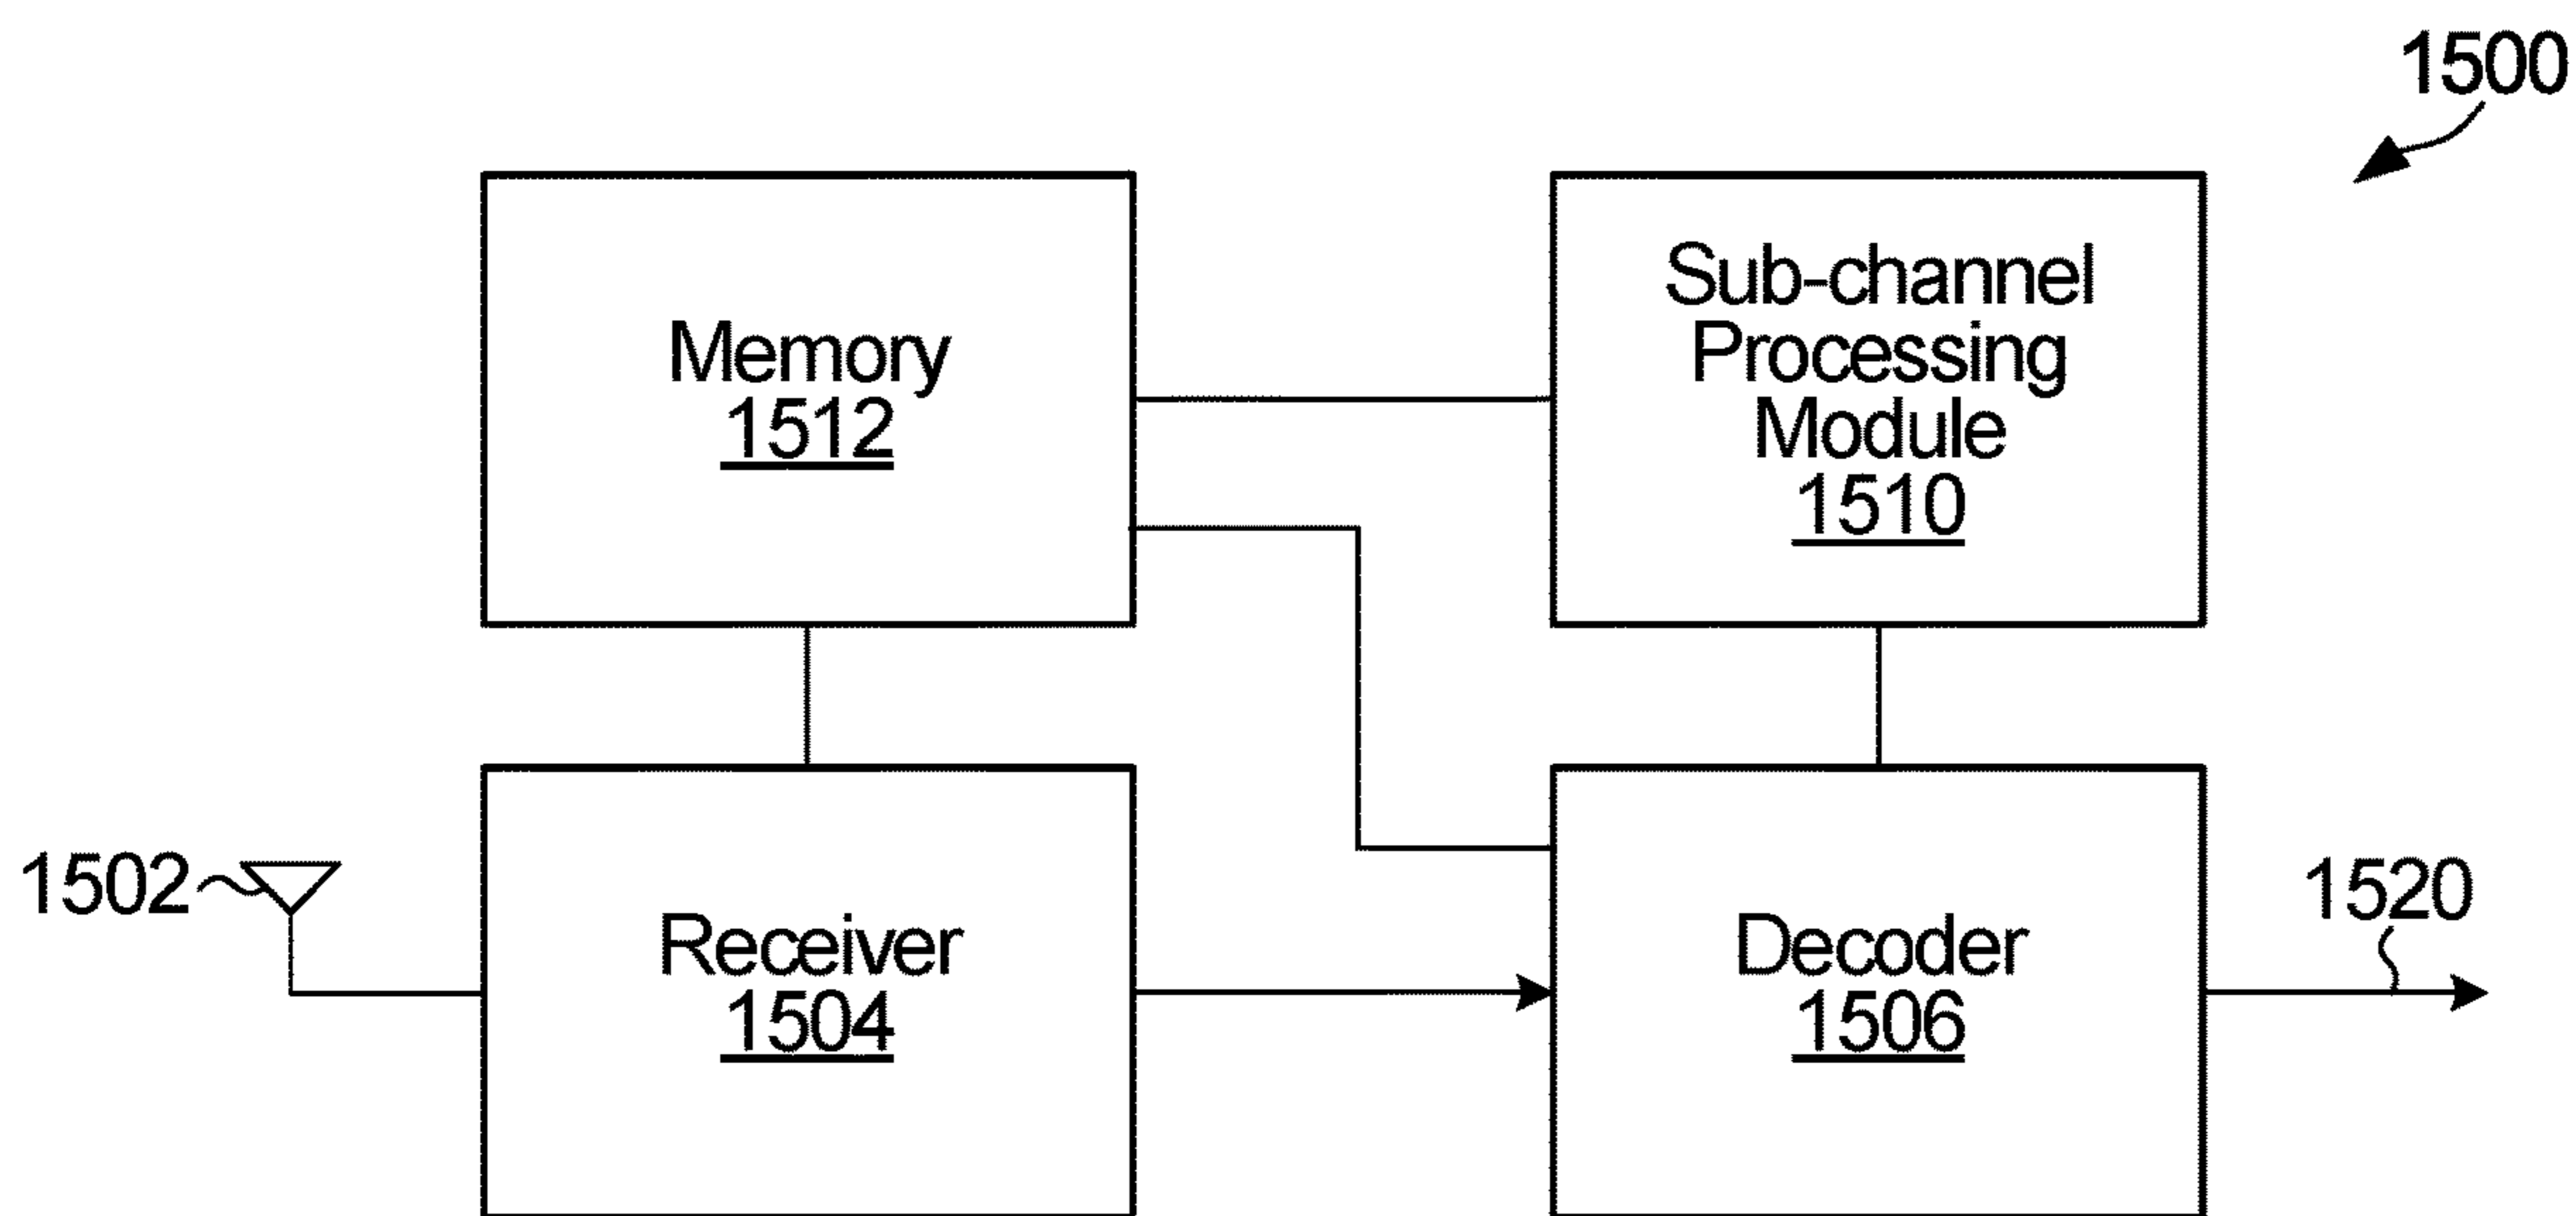 1500
Memory
1512
Sub-channel
Processing
Module
1510
1502
Receiver
1504
Decoder
1506
1520